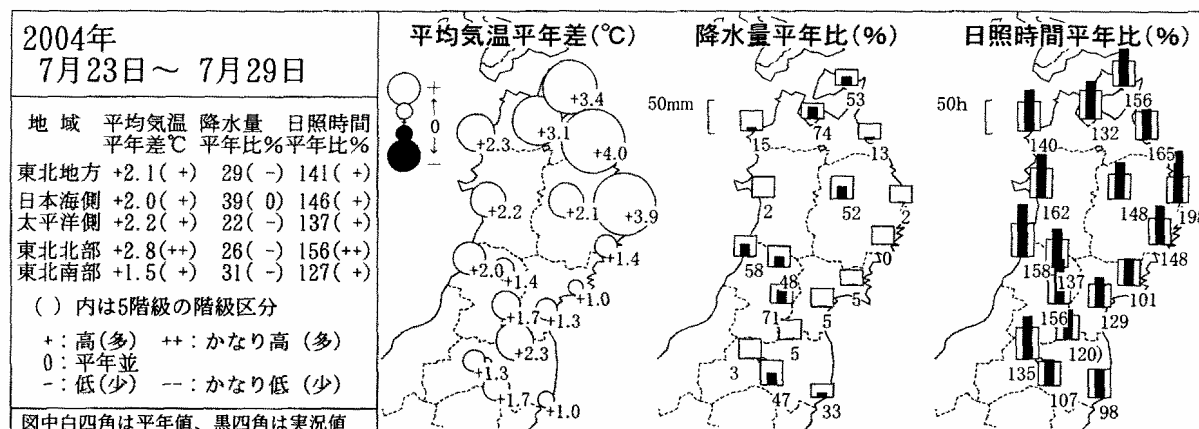 2004年
7月23日～ 7月29日
地 域 平均気温 降水量 日照時間
平年差℃ 平年比% 平年比%
東北地方 +2.1( +) 29( -) 141( +)
日本海側 +2.0( +) 39( 0) 146( +)
太平洋側 +2.2( +) 22( -) 137( +)
東北北部 +2.8(++) 26( -) 156(++)
東北南部 +1.5( +) 31( -) 127( +)
( ) 内は5階級の階級区分
+：高(多) ++：かなり高 (多)
0：平年並
-：低(少) --：かなり低 (少)
図中白四角は平年値、黒四角は実況値
平均気温平年差(℃)
+
↑
0
↓
-
+3.4
+3.1
+2.3
+4.0
+2.2
+2.1
+3.9
+1.4
+2.0
+1.4
+1.0
+1.7
+1.3
+2.3
+1.3
+1.7
+1.0
降水量平年比(%)
50mm
53
74
15
13
2
52
2
0
58
48
5
71
5
5
3
47
33
日照時間平年比(%)
50h
156
132
140
165
162
148
148
158
137
101
156
129
120)
135
107
98